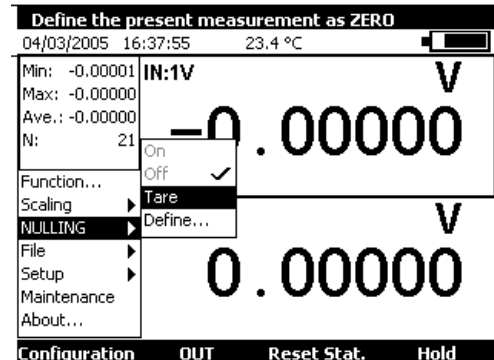 Define the present measurement as ZERO
04/03/2005 16:37:55 23.4 °C
Min: -0.00001
Max: -0.00000
Ave.: -0.00000
N: 21
IN:1V
V
-0.00000
On
Off
Tare
Define...
Function...
Scaling
NULLING
File
Setup
Maintenance
About...
V
0.00000
Configuration OUT Reset Stat. Hold